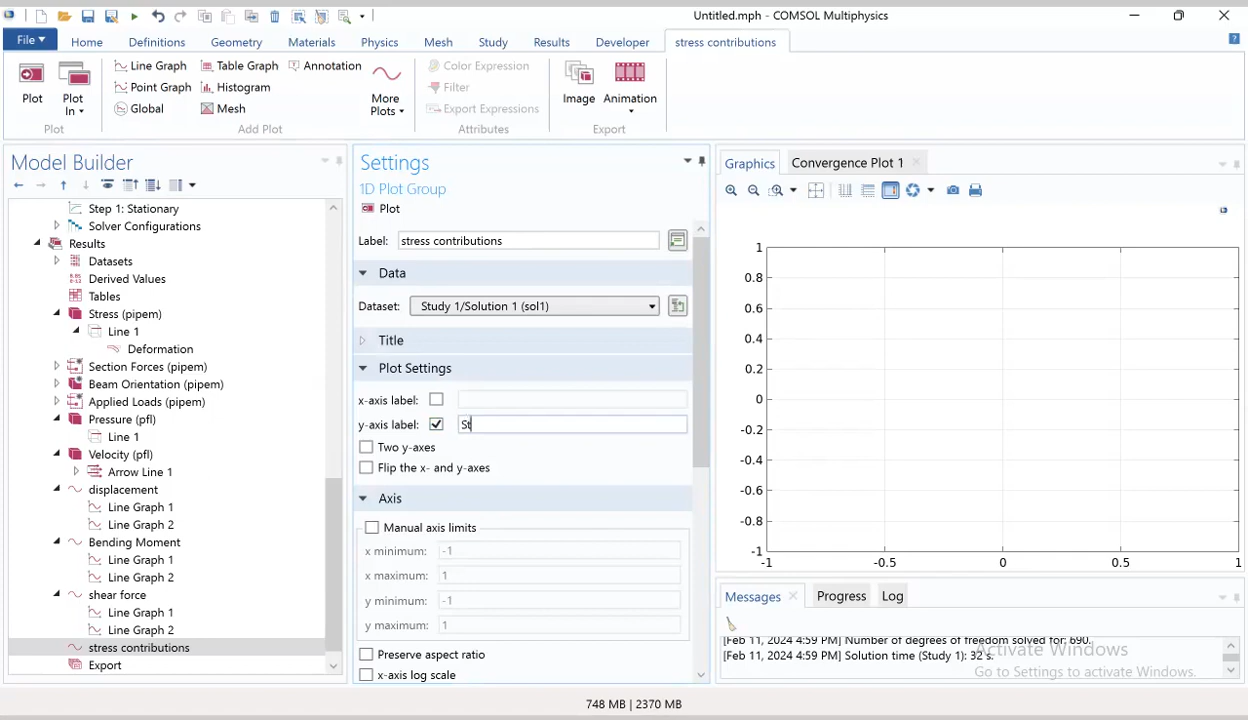 Untitled.mph - COMSOL Multiphysics
File Home Definitions Geometry Materials Physics Mesh Study Results Developer stress contributions
Plot
Plot In
Line Graph
Point Graph
Global
Table Graph
Histogram
Mesh
Annotation
More Plots
Color Expression
Filter
Export Expressions
Image
Animation
Plot
Add Plot
Attributes
Export
Model Builder
Step 1: Stationary
Solver Configurations
Results
Datasets
8.85
e-12
Derived Values
Tables
Stress (pipem)
Line 1
Deformation
Section Forces (pipem)
Beam Orientation (pipem)
Applied Loads (pipem)
Pressure (pfl)
Line 1
Velocity (pfl)
Arrow Line 1
displacement
Line Graph 1
Line Graph 2
Bending Moment
Line Graph 1
Line Graph 2
shear force
Line Graph 1
Line Graph 2
stress contributions
Export
Settings
1D Plot Group
Plot
Label: stress contributions
Data
Dataset: Study 1/Solution 1 (sol1)
Title
Plot Settings
x-axis label:
y-axis label: St
Two y-axes
Flip the x- and y-axes
Axis
Manual axis limits
x minimum: -1
x maximum: 1
y minimum: -1
y maximum: 1
Preserve aspect ratio
x-axis log scale
Graphics Convergence Plot 1
1
0.8
0.6
0.4
0.2
0
-0.2
-0.4
-0.6
-0.8
-1
-1 -0.5 0 0.5 1
Messages Progress Log
[Feb 11, 2024 4:59 PM] Number of degrees of freedom solved for: 690.
[Feb 11, 2024 4:59 PM] Solution time (Study 1): 32 s.
Activate Windows
Go to Settings to activate Windows.
748 MB | 2370 MB